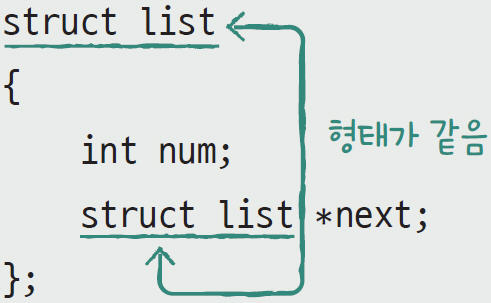 struct list
{
형태가 같음
int num;
struct list *next;
};